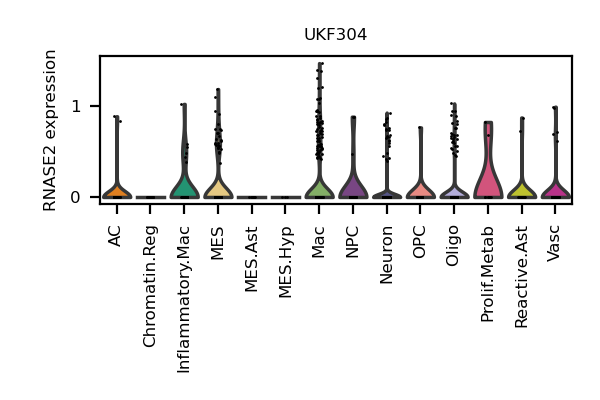 UKF304
RNASE2 expression
1
0
AC
Chromatin.Reg
Inflammatory.Mac
MES
MES.Ast
MES.Hyp
Mac
NPC
Neuron
OPC
Oligo
Prolif.Metab
Reactive.Ast
Vasc